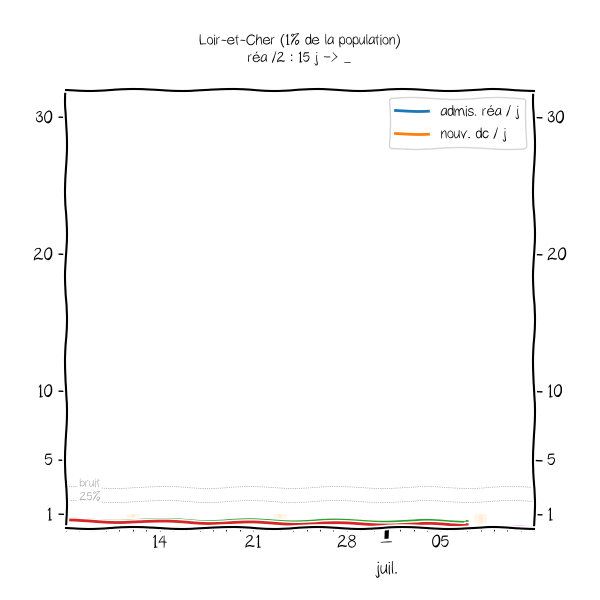 Loir-et-Cher (1% de la population)
réa /2 : 15 j -> _
admis. réa / j
nouv. dc / j
30 30
20 20
10 10
5 5
bruit
25%
1 1
14 21 28 05
juil.